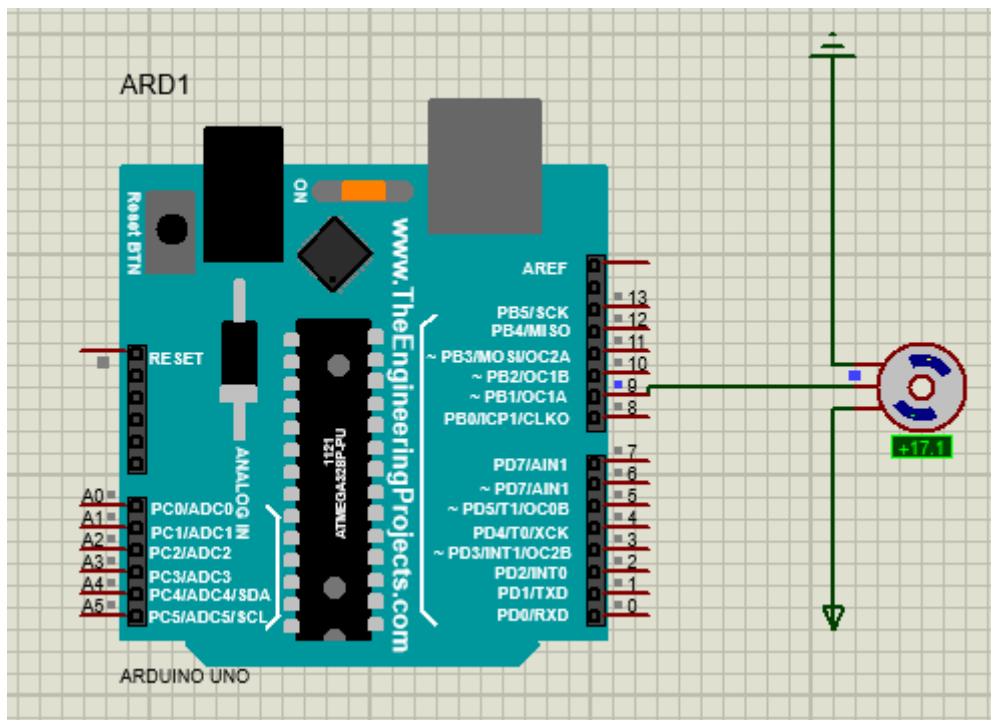 ARD1
ON
Reset BTN
www.TheEngineeringProjects.com
AREF
13
PB5/SCK
12
PB4/MISO
11
~ PB3/MOSI/OC2A
10
~ PB2/OC1B
9
~ PB1/OC1A
8
PB0/ICP1/CLKO
RESET
1121
ATMEGA328P-PU
ANALOG IN
+17.1
7
PD7/AIN1
6
~ PD7/AIN1
5
~ PD5/T1/OC0B
4
PD4/T0/XCK
3
~ PD3/INT1/OC2B
2
PD2/INT0
1
PD1/TXD
0
PD0/RXD
A0
PC0/ADC0
A1
PC1/ADC1
A2
PC2/ADC2
A3
PC3/ADC3
A4
PC4/ADC4/SDA
A5
PC5/ADC5/SCL
ARDUINO UNO